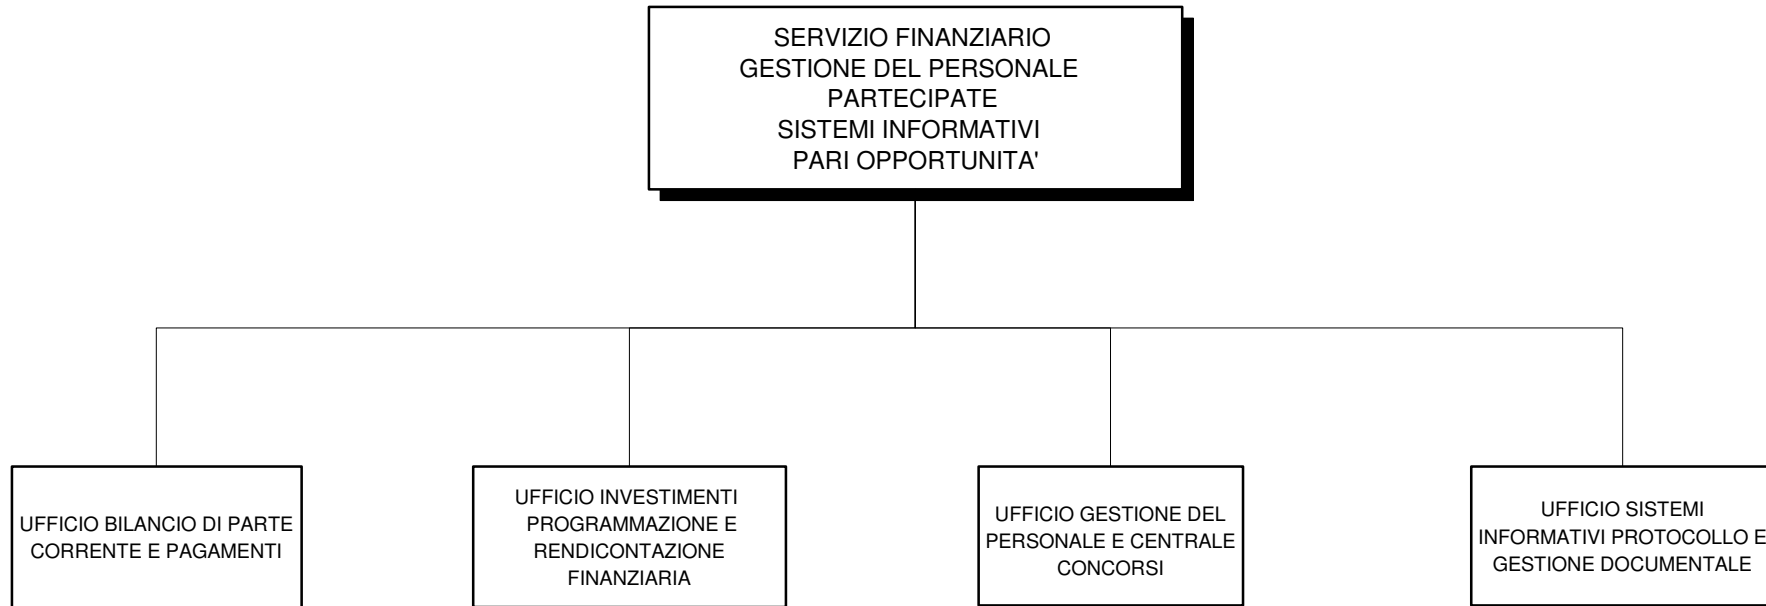 SERVIZIO FINANZIARIO
GESTIONE DEL PERSONALE
PARTECIPATE
SISTEMI INFORMATIVI
PARI OPPORTUNITA'
UFFICIO BILANCIO DI PARTE
CORRENTE E PAGAMENTI
UFFICIO INVESTIMENTI
PROGRAMMAZIONE E
RENDICONTAZIONE
FINANZIARIA
UFFICIO GESTIONE DEL
PERSONALE E CENTRALE
CONCORSI
UFFICIO SISTEMI
INFORMATIVI PROTOCOLLO E
GESTIONE DOCUMENTALE